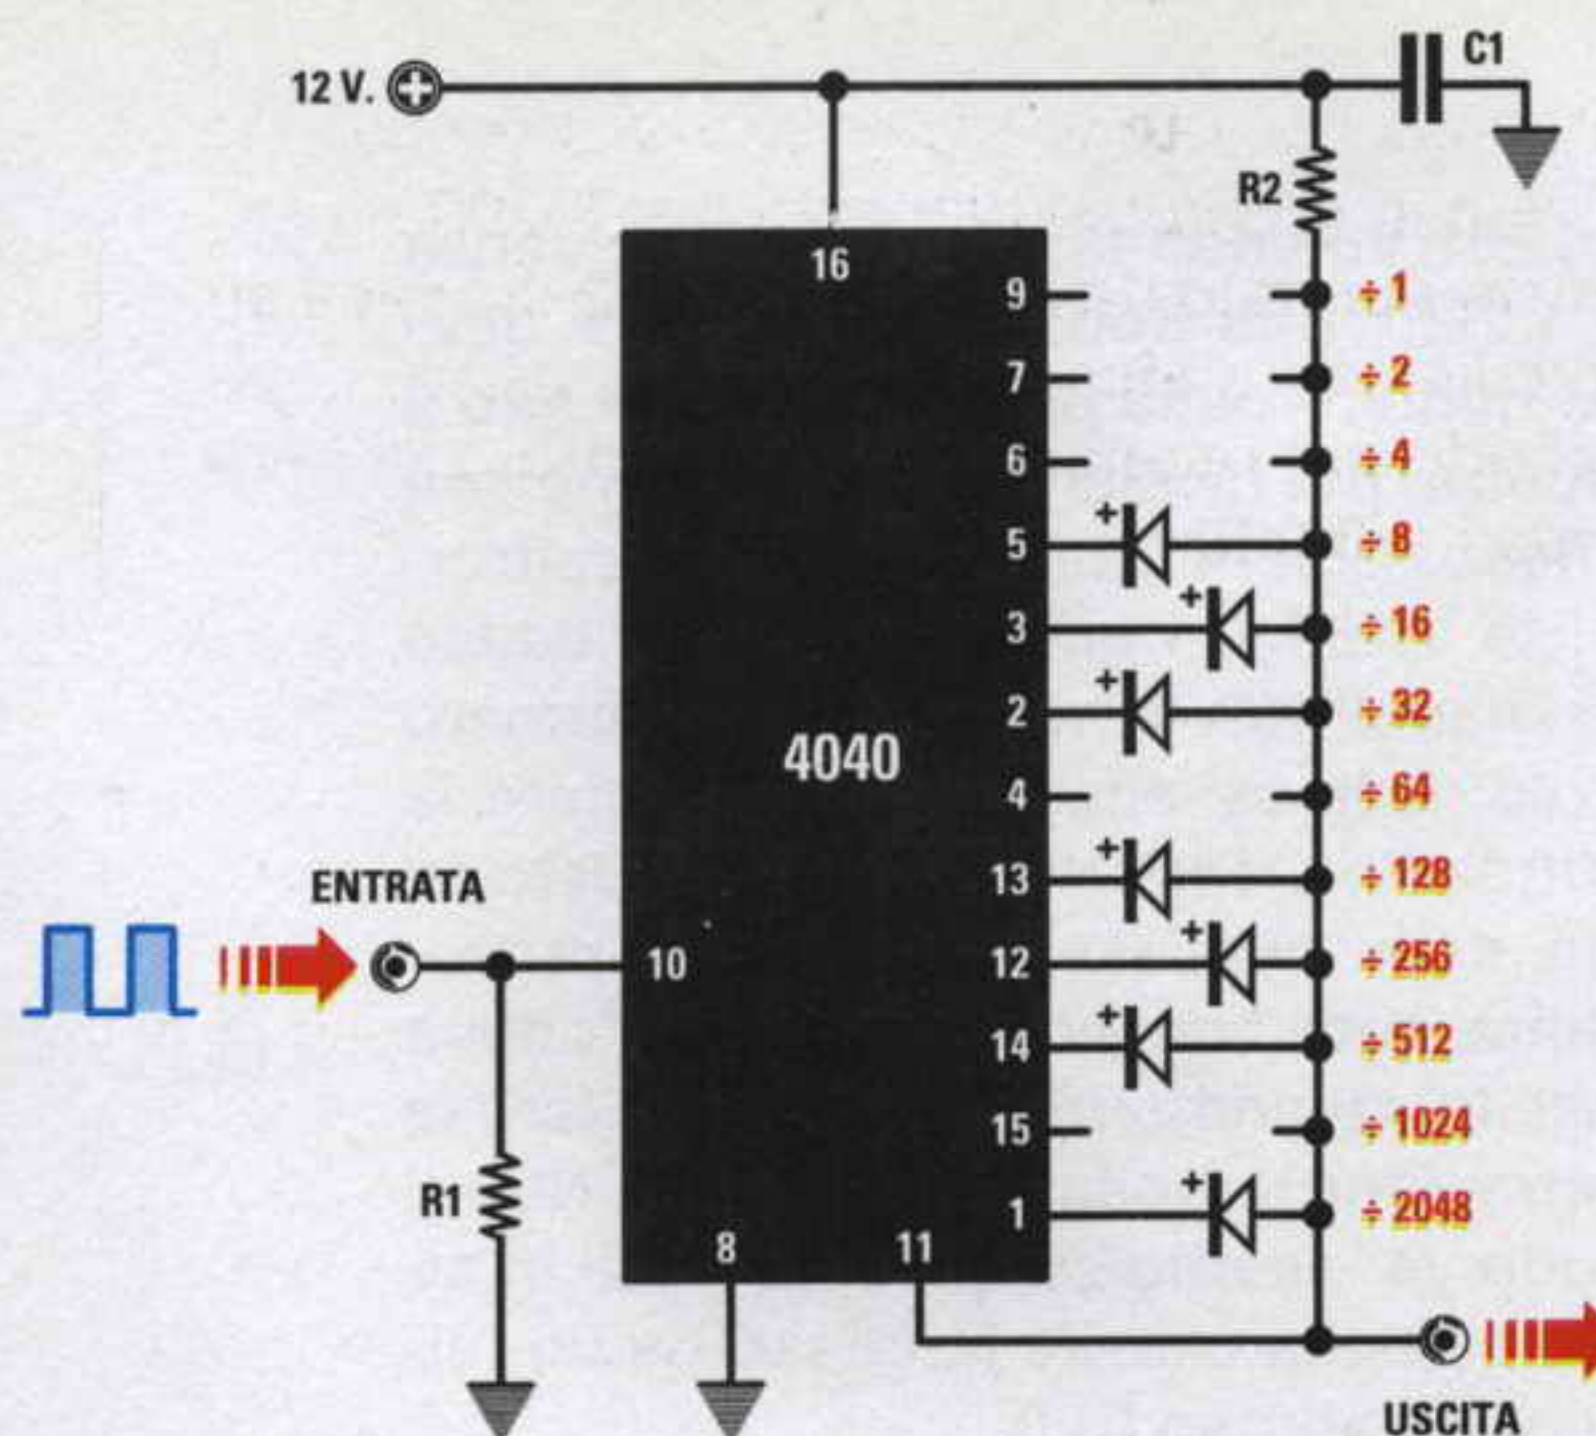 C1
12 V.
R2
16
9 ÷ 1
7 ÷ 2
6 ÷ 4
5 + ÷ 8
3 + ÷ 16
2 + ÷ 32
4040
4 ÷ 64
13 + ÷ 128
ENTRATA
10
12 + ÷ 256
14 + ÷ 512
15 ÷ 1024
R1
1 + ÷ 2048
8 11
USCITA